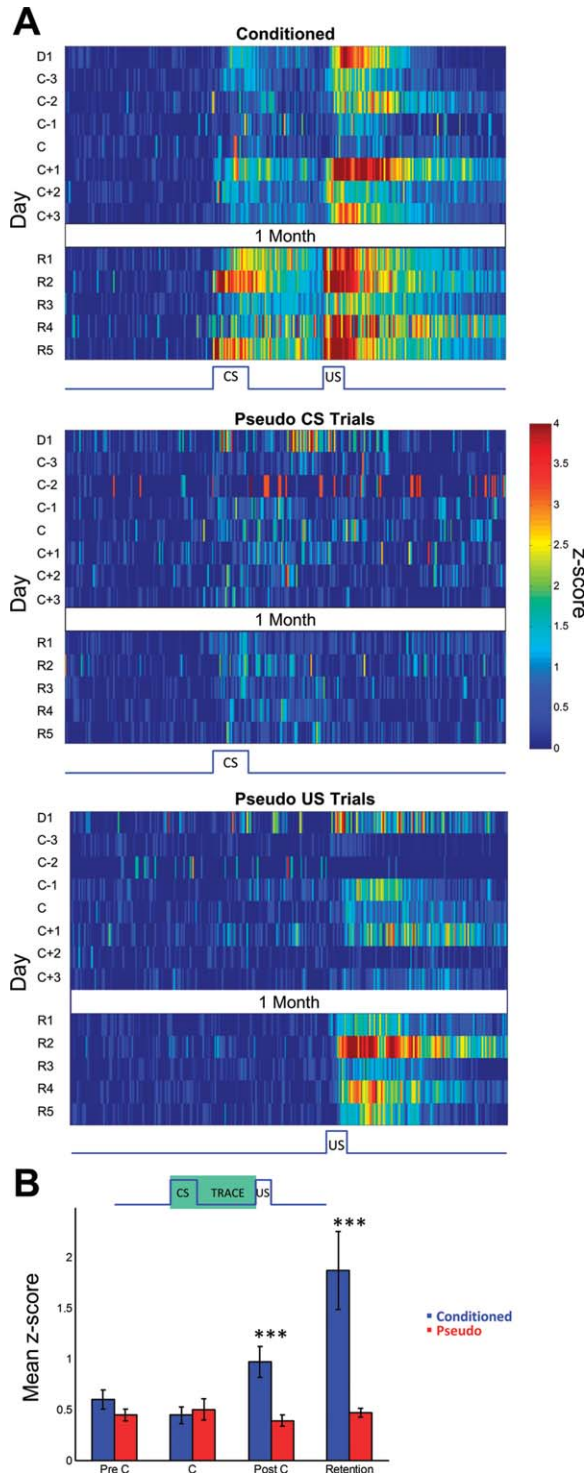 A
Conditioned
Day
D1
C-3
C-2
C-1
C
C+1
C+2
C+3
1 Month
R1
R2
R3
R4
R5
CS
US
Pseudo CS Trials
Day
D1
C-3
C-2
C-1
C
C+1
C+2
C+3
1 Month
R1
R2
R3
R4
R5
CS
4
3.5
3
2.5
2
1.5
1
0.5
0
Z-score
Pseudo US Trials
Day
D1
C-3
C-2
C-1
C
C+1
C+2
C+3
1 Month
R1
R2
R3
R4
R5
US
B
CS TRACE US
Mean z-score
2
1.5
1
0.5
0
***
***
Conditioned
Pseudo
Pre C C Post C Retention